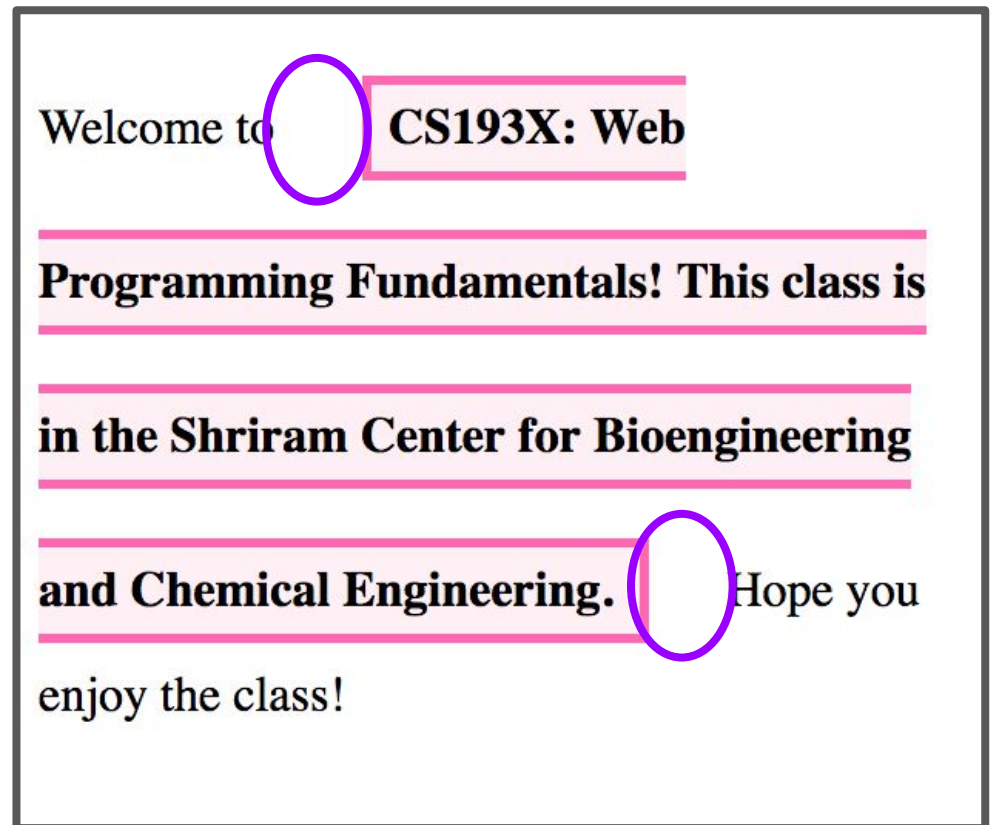 Welcome to CS193X: Web
Programming Fundamentals! This class is
in the Shriram Center for Bioengineering
and Chemical Engineering. Hope you
enjoy the class!